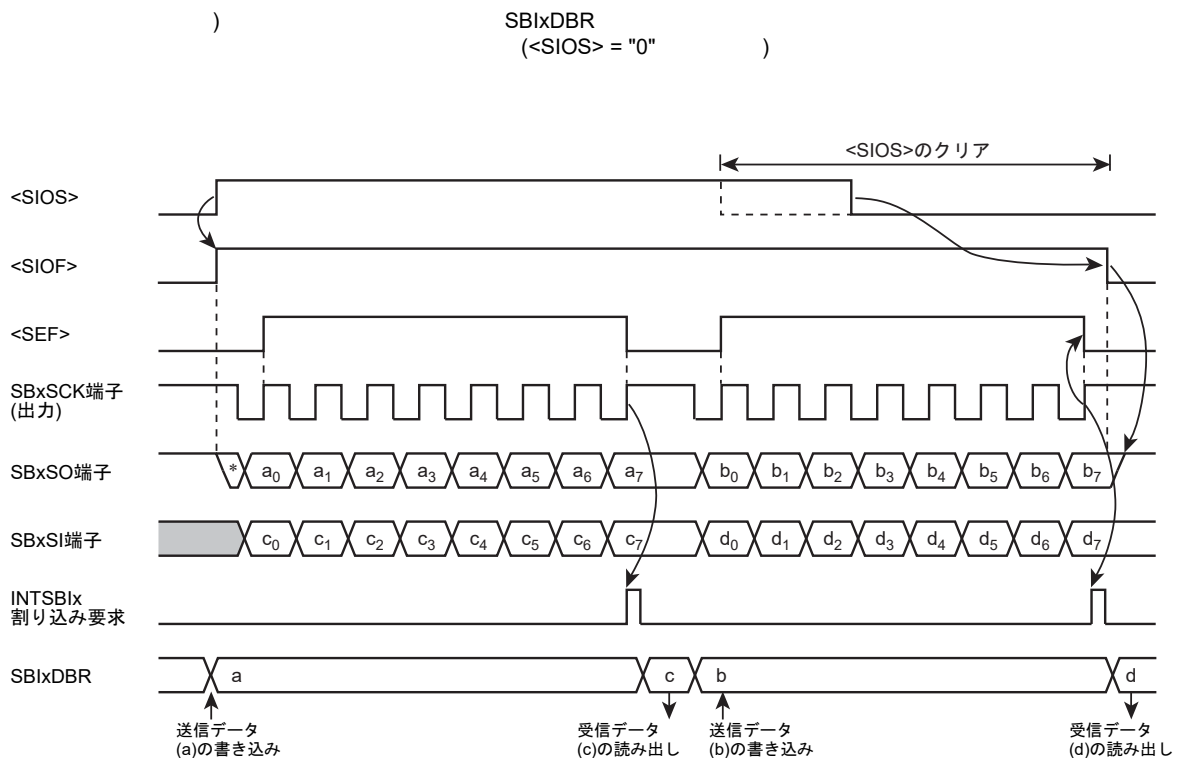 ) SBIxDBR
(<SIOS> = "0" )
<SIOS>のクリア
<SIOS>
<SIOF>
<SEF>
SBxSCK端子
(出力)
SBxSO端子
* a0 a1 a2 a3 a4 a5 a6 a7 b0 b1 b2 b3 b4 b5 b6 b7
SBxSI端子
c0 c1 c2 c3 c4 c5 c6 c7 d0 d1 d2 d3 d4 d5 d6 d7
INTSBIx
割り込み要求
SBIxDBR
a c b d
送信データ
(a)の書き込み
受信データ
(c)の読み出し
送信データ
(b)の書き込み
受信データ
(d)の読み出し